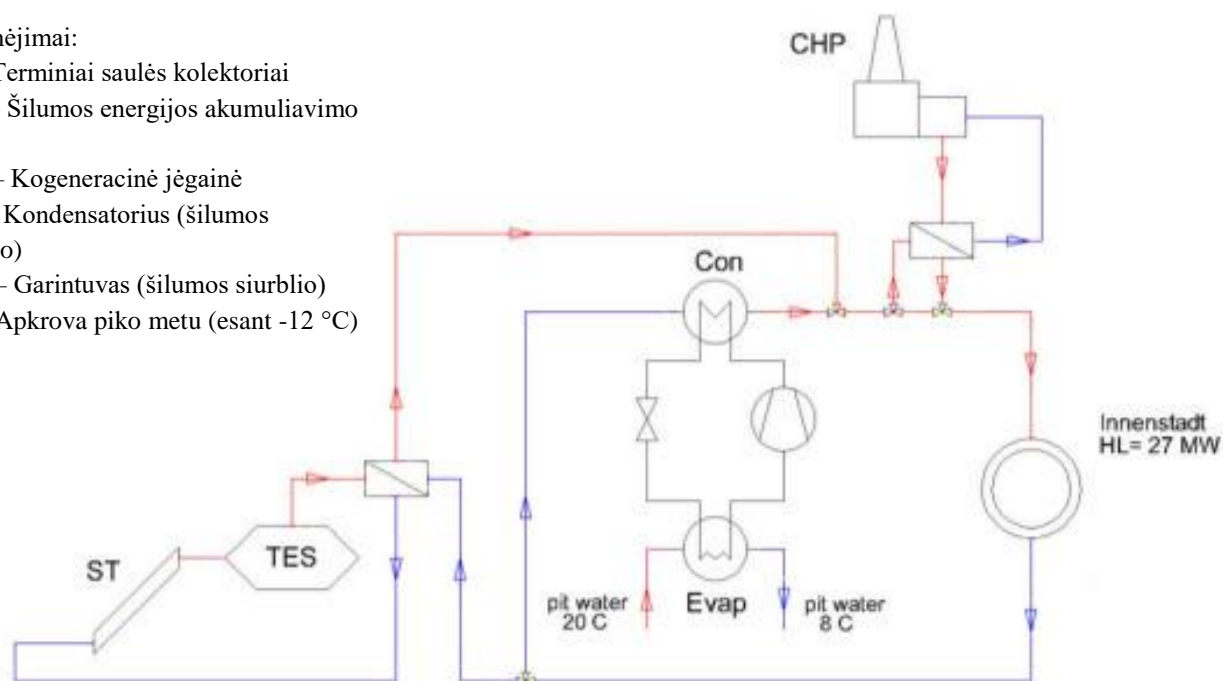 nėjimai:
Terminiai saulės kolektoriai
Šilumos energijos akumuliavimo
– Kogeneracinė jėgainė
Kondensatorius (šilumos
o)
– Garintuvas (šilumos siurblio)
Apkrova piko metu (esant -12 °C)
CHP
Con
Innenstadt
HL= 27 MW
TES
ST
pit water
20 C
Evap
pit water
8 C